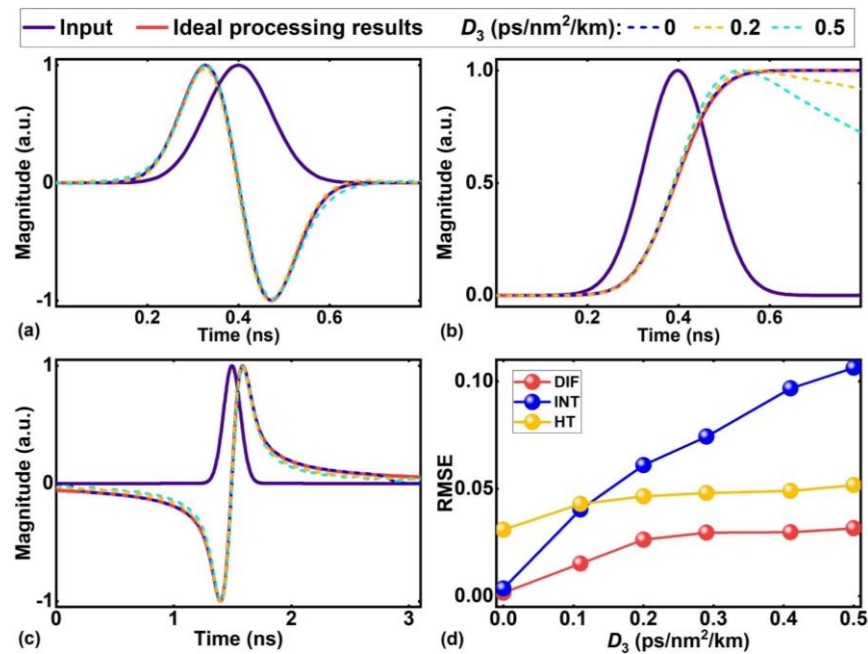 Input Ideal processing results D₃ (ps/nm²/km): 0 0.2 0.5
Magnitude (a.u.)
1
0
-1
0.2 0.4 0.6
(a) Time (ns)
Magnitude (a.u.)
1.0
0.5
0.0
0.2 0.4 0.6
(b) Time (ns)
Magnitude (a.u.)
1
0
-1
0 1 2 3
(c) Time (ns)
RMSE
DIF
INT
HT
0.10
0.05
0.00
0.0 0.1 0.2 0.3 0.4 0.5
(d) D₃ (ps/nm²/km)